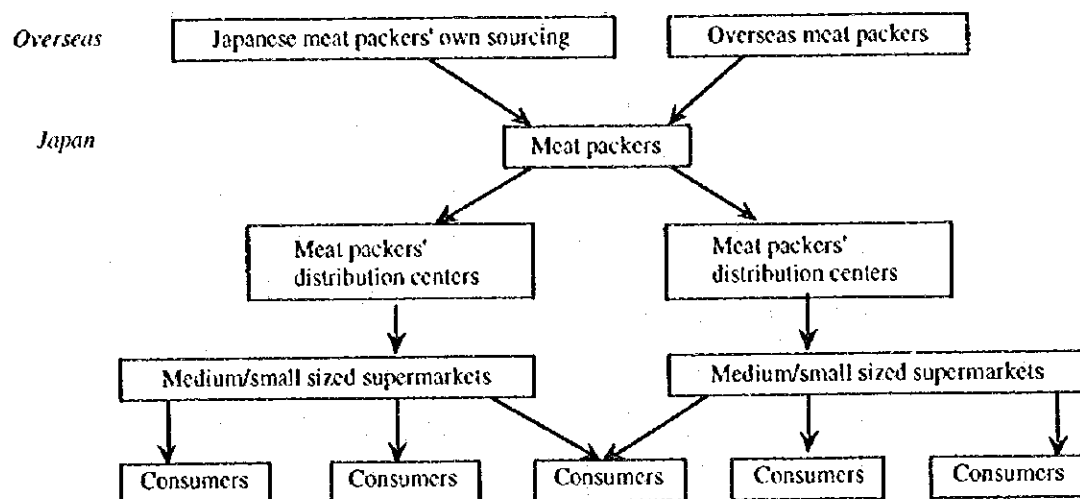 Overseas
Japanese meat packers' own sourcing
Overseas meat packers
Japan
Meat packers
Meat packers'
distribution centers
Meat packers'
distribution centers
Medium/small sized supermarkets
Medium/small sized supermarkets
Consumers
Consumers
Consumers
Consumers
Consumers